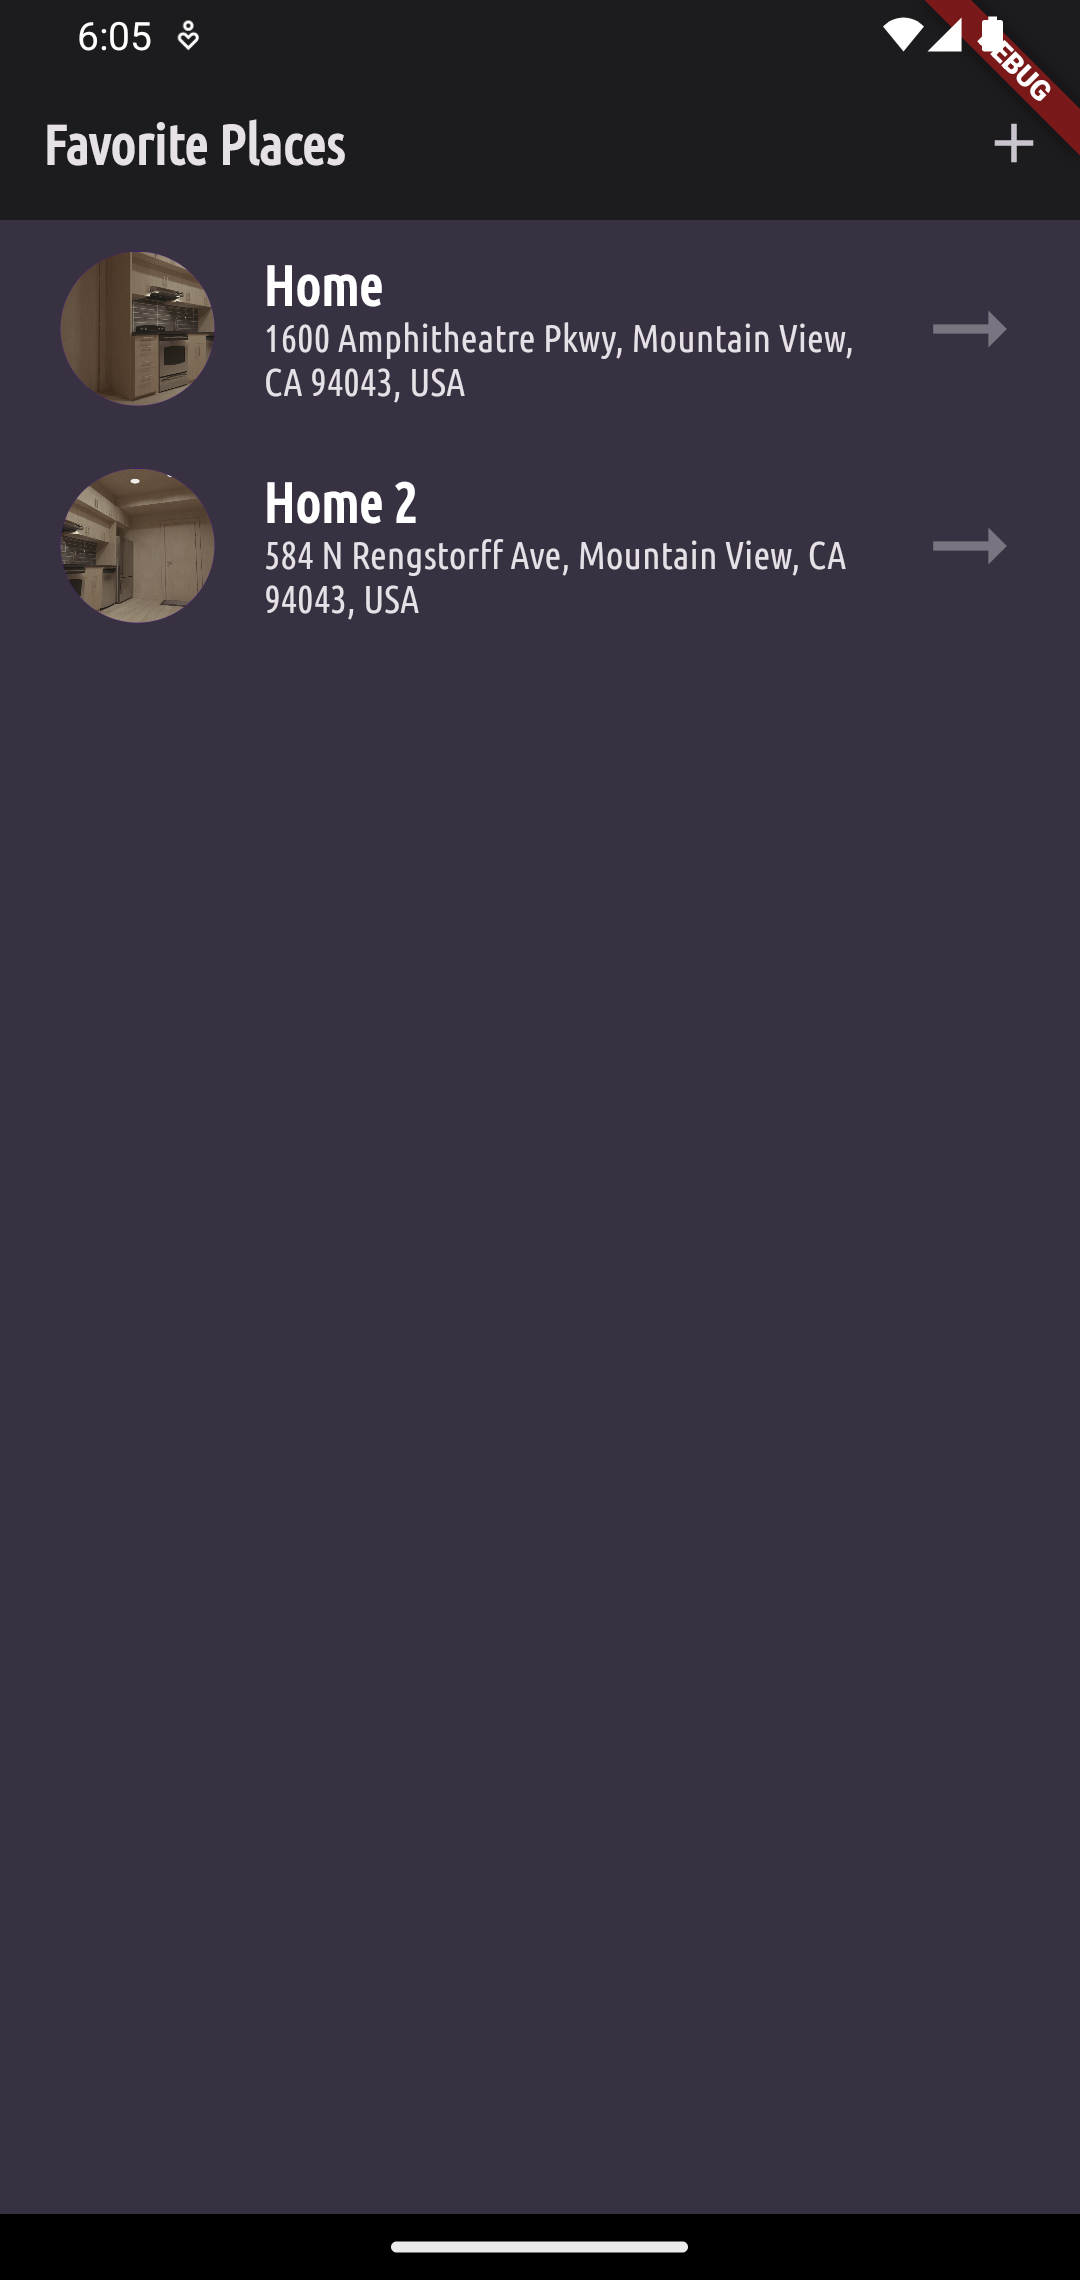 6:05
DEBUG
Favorite Places
Home
1600 Amphitheatre Pkwy, Mountain View,
CA 94043, USA
Home 2
584 N Rengstorff Ave, Mountain View, CA
94043, USA